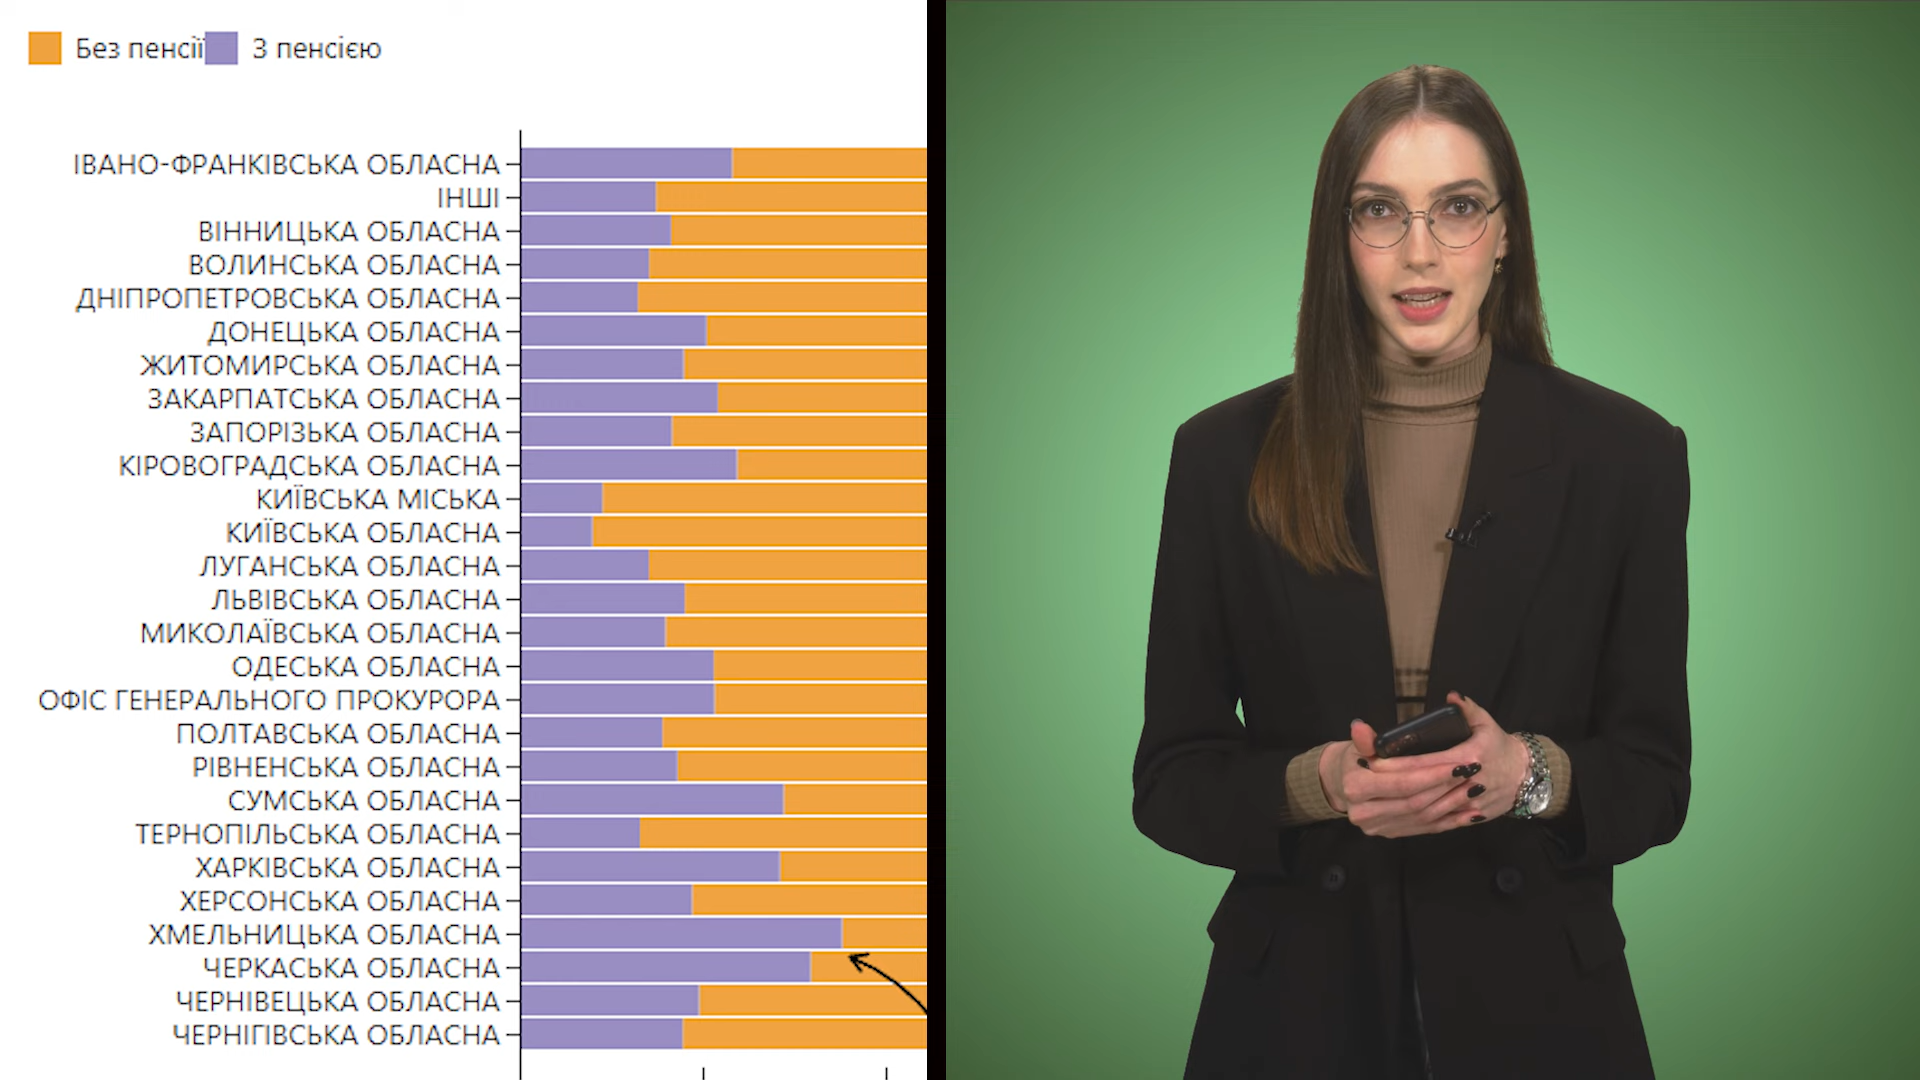 Без пенсії З пенсією
ІВАНО-ФРАНКІВСЬКА ОБЛАСНА
ІНШІ
ВІННИЦЬКА ОБЛАСНА
ВОЛИНСЬКА ОБЛАСНА
ДНІПРОПЕТРОВСЬКА ОБЛАСНА
ДОНЕЦЬКА ОБЛАСНА
ЖИТОМИРСЬКА ОБЛАСНА
ЗАКАРПАТСЬКА ОБЛАСНА
ЗАПОРІЗЬКА ОБЛАСНА
КІРОВОГРАДСЬКА ОБЛАСНА
КИЇВСЬКА МІСЬКА
КИЇВСЬКА ОБЛАСНА
ЛУГАНСЬКА ОБЛАСНА
ЛЬВІВСЬКА ОБЛАСНА
МИКОЛАЇВСЬКА ОБЛАСНА
ОДЕСЬКА ОБЛАСНА
ОФІС ГЕНЕРАЛЬНОГО ПРОКУРОРА
ПОЛТАВСЬКА ОБЛАСНА
РІВНЕНСЬКА ОБЛАСНА
СУМСЬКА ОБЛАСНА
ТЕРНОПІЛЬСЬКА ОБЛАСНА
ХАРКІВСЬКА ОБЛАСНА
ХЕРСОНСЬКА ОБЛАСНА
ХМЕЛЬНИЦЬКА ОБЛАСНА
ЧЕРКАСЬКА ОБЛАСНА
ЧЕРНІВЕЦЬКА ОБЛАСНА
ЧЕРНІГІВСЬКА ОБЛАСНА